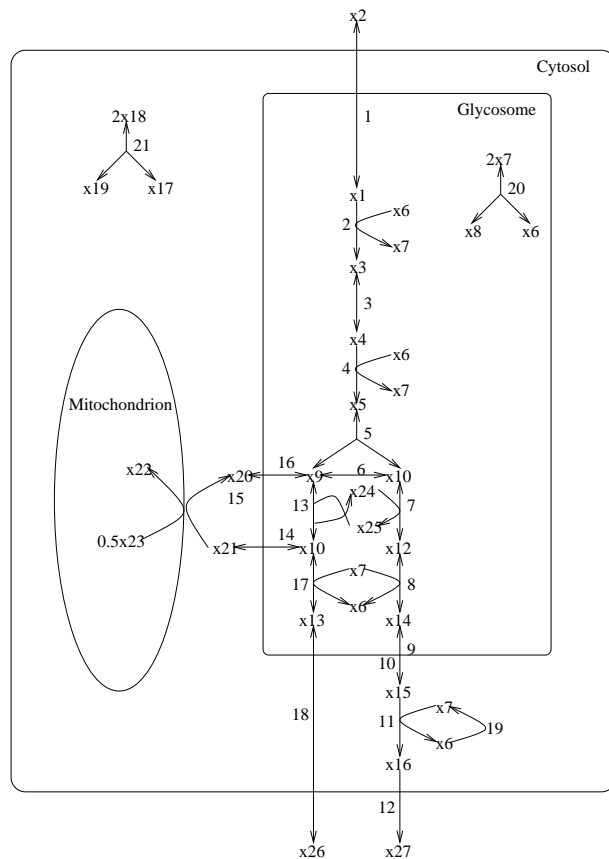 x2
Cytosol
Glycosome
1
2x18
21
x19 x17
2x7
20
x8 x6
x1
x6
2
x7
x3
3
x4
x6
4
x7
x5
5
Mitochondrion
x22
x20
16
x9
6
x10
x24
15
13
7
x25
0.5x23
x21
14
x10
x12
17
x7
8
x6
x13
x14
9
10
x15
x7
11
19
x6
18
x16
12
x26
x27